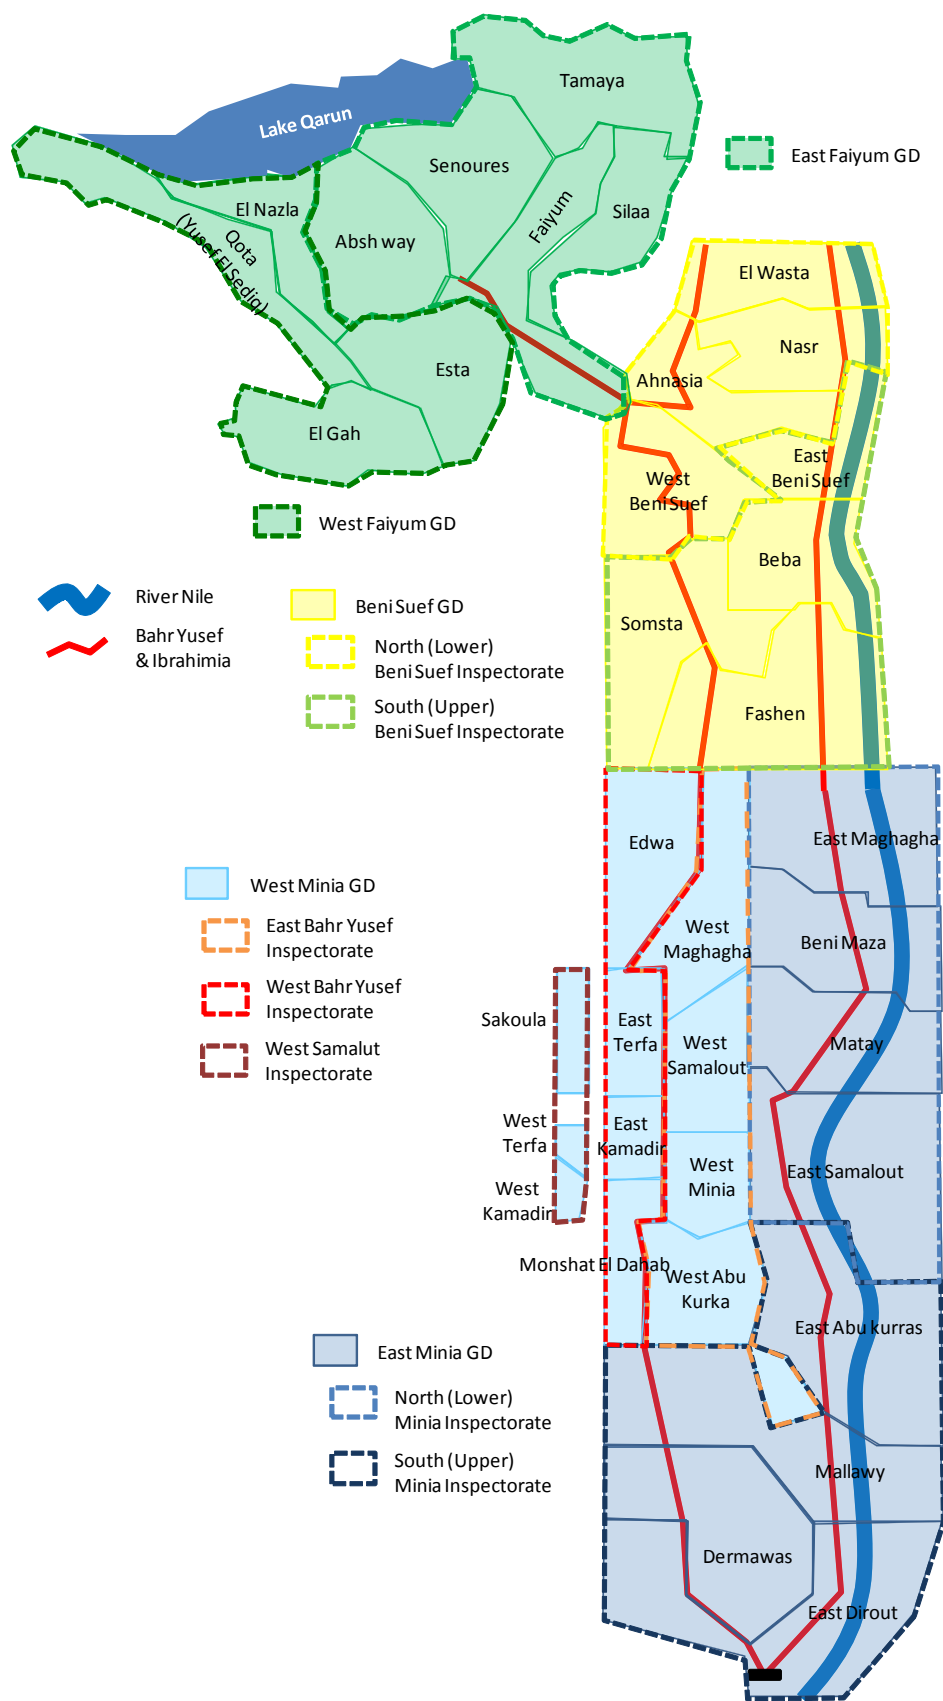 Tamaya
Lake Qarun
Senoures
East Faiyum GD
El Nazla
Faiyum
Silaa
Absh way
Qota
(Yusef El Sediq)
El Wasta
Nasr
Esta
Ahnasia
El Gah
East
Beni Suef
West
Beni Suef
West Faiyum GD
Beba
River Nile
Beni Suef GD
Somsta
Bahr Yusef
& Ibrahimia
North (Lower)
Beni Suef Inspectorate
South (Upper)
Beni Suef Inspectorate
Fashen
Edwa
East Maghagha
West Minia GD
East Bahr Yusef
Inspectorate
West
Maghagha
Beni Maza
West Bahr Yusef
Inspectorate
Sakoula
East
Terfa
West
Samalout
Matay
West Samalut
Inspectorate
West
Terfa
East
Kamadir
West
Minia
East Samalout
West
Kamadir
Monshat El Dahab
West Abu
Kurka
East Abu kurras
East Minia GD
North (Lower)
Minia Inspectorate
South (Upper)
Minia Inspectorate
Mallawy
Dermawas
East Dirout